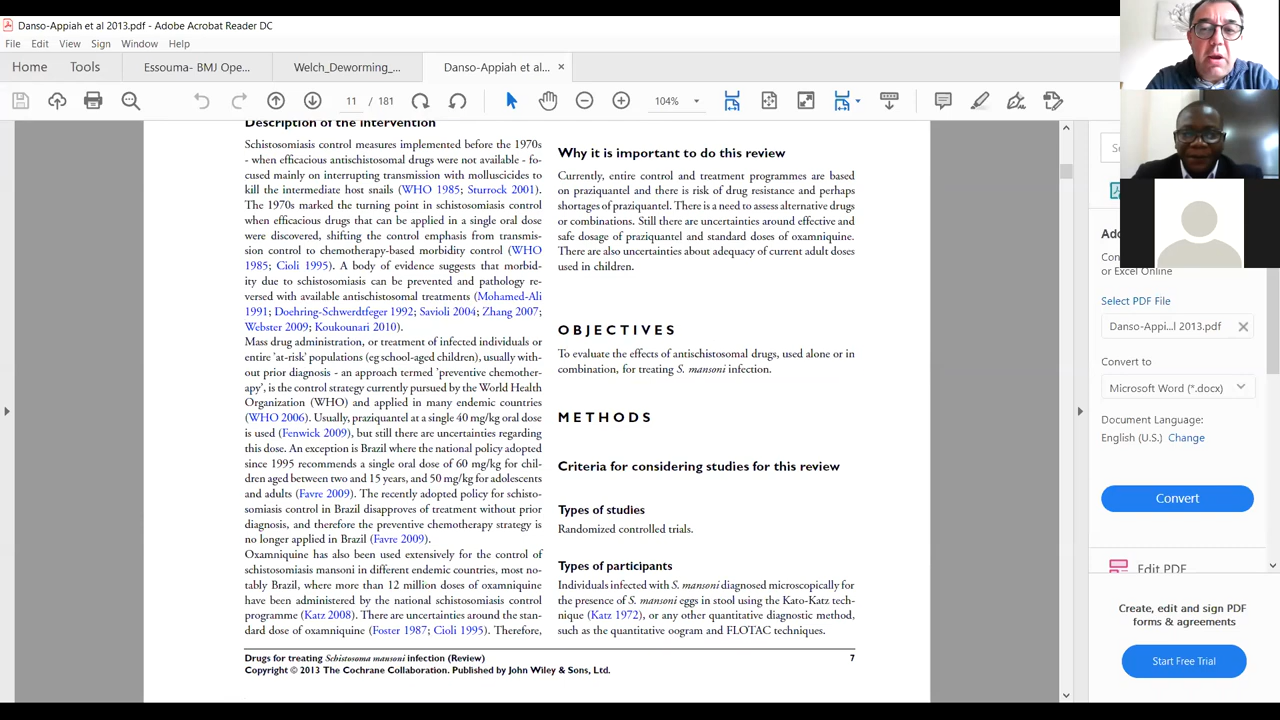 Danso-Appiah et al 2013.pdf - Adobe Acrobat Reader DC
File Edit View Sign Window Help
Home Tools Essouma- BMJ Ope... Welch_Deworming_... Danso-Appiah et al... ×
11 / 181 104%
Description of the intervention
Schistosomiasis control measures implemented before the 1970s
- when efficacious antischistosomal drugs were not available - fo-
cused mainly on interrupting transmission with molluscicides to
kill the intermediate host snails (WHO 1985; Sturrock 2001).
The 1970s marked the turning point in schistosomiasis control
when efficacious drugs that can be applied in a single oral dose
were discovered, shifting the control emphasis from transmis-
sion control to chemotherapy-based morbidity control (WHO
1985; Cioli 1995). A body of evidence suggests that morbid-
ity due to schistosomiasis can be prevented and pathology re-
versed with available antischistosomal treatments (Mohamed-Ali
1991; Doehring-Schwerdtfeger 1992; Savioli 2004; Zhang 2007;
Webster 2009; Koukounari 2010).
Mass drug administration, or treatment of infected individuals or
entire 'at-risk' populations (eg school-aged children), usually with-
out prior diagnosis - an approach termed 'preventive chemother-
apy', is the control strategy currently pursued by the World Health
Organization (WHO) and applied in many endemic countries
(WHO 2006). Usually, praziquantel at a single 40 mg/kg oral dose
is used (Fenwick 2009), but still there are uncertainties regarding
this dose. An exception is Brazil where the national policy adopted
since 1995 recommends a single oral dose of 60 mg/kg for chil-
dren aged between two and 15 years, and 50 mg/kg for adolescents
and adults (Favre 2009). The recently adopted policy for schisto-
somiasis control in Brazil disapproves of treatment without prior
diagnosis, and therefore the preventive chemotherapy strategy is
no longer applied in Brazil (Favre 2009).
Oxamniquine has also been used extensively for the control of
schistosomiasis mansoni in different endemic countries, most no-
tably Brazil, where more than 12 million doses of oxamniquine
have been administered by the national schistosomiasis control
programme (Katz 2008). There are uncertainties around the stan-
dard dose of oxamniquine (Foster 1987; Cioli 1995). Therefore,
Why it is important to do this review
Currently, entire control and treatment programmes are based
on praziquantel and there is risk of drug resistance and perhaps
shortages of praziquantel. There is a need to assess alternative drugs
or combinations. Still there are uncertainties around effective and
safe dosage of praziquantel and standard doses of oxamniquine.
There are also uncertainties about adequacy of current adult doses
used in children.
OBJECTIVES
To evaluate the effects of antischistosomal drugs, used alone or in
combination, for treating S. mansoni infection.
METHODS
Criteria for considering studies for this review
Types of studies
Randomized controlled trials.
Types of participants
Individuals infected with S. mansoni diagnosed microscopically for
the presence of S. mansoni eggs in stool using the Kato-Katz tech-
nique (Katz 1972), or any other quantitative diagnostic method,
such as the quantitative oogram and FLOTAC techniques.
Drugs for treating Schistosoma mansoni infection (Review) 7
Copyright © 2013 The Cochrane Collaboration. Published by John Wiley & Sons, Ltd.
or Excel Online
Select PDF File
Danso-Appi...l 2013.pdf
Convert to
Microsoft Word (*.docx)
Document Language:
English (U.S.) Change
Convert
Edit PDF
Create, edit and sign PDF
forms & agreements
Start Free Trial